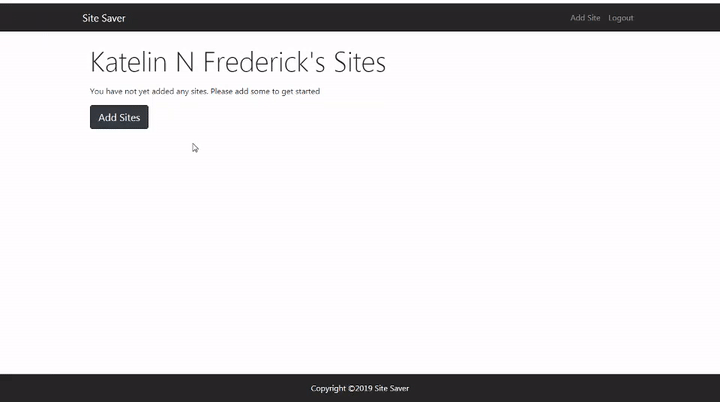 Site Saver
Add Site Logout
Katelin N Frederick's Sites
You have not yet added any sites. Please add some to get started
Add Sites
Copyright ©2019 Site Saver